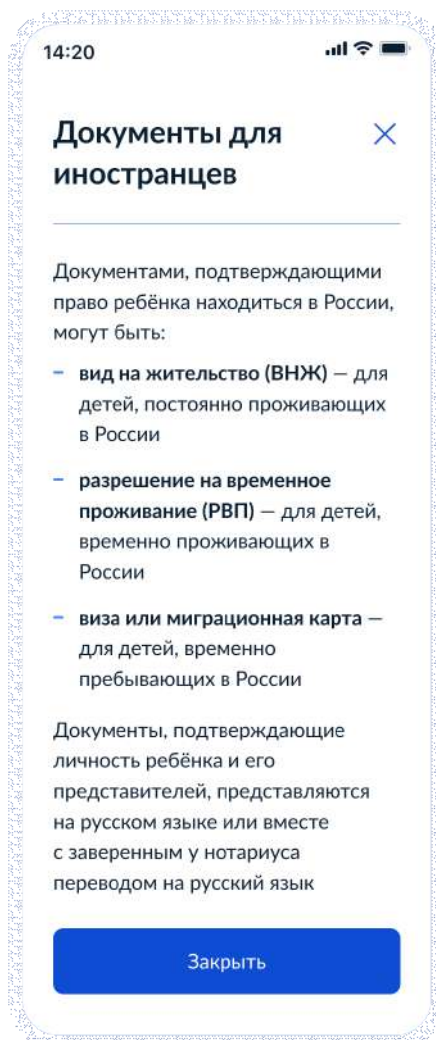 14:20
Документы для
иностранцев
Документами, подтверждающими
право ребёнка находиться в России,
могут быть:
– вид на жительство (ВНЖ) — для
детей, постоянно проживающих
в России
– разрешение на временное
проживание (РВП) — для детей,
временно проживающих в
России
– виза или миграционная карта —
для детей, временно
пребывающих в России
Документы, подтверждающие
личность ребёнка и его
представителей, представляются
на русском языке или вместе
с заверенным у нотариуса
переводом на русский язык
Закрыть